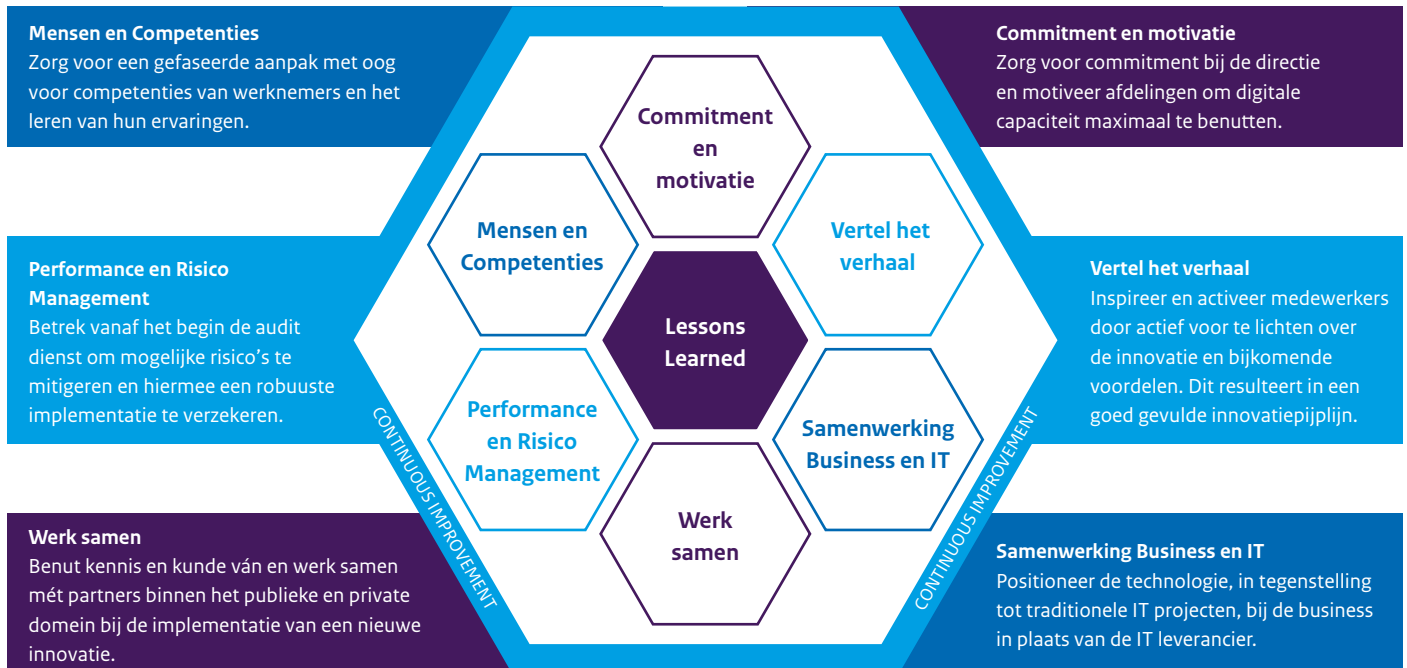 Mensen en Competenties
Zorg voor een gefaseerde aanpak met oog
voor competenties van werknemers en het
leren van hun ervaringen.
Commitment en motivatie
Zorg voor commitment bij de directie
en motiveer afdelingen om digitale
capaciteit maximaal te benutten.
Performance en Risico
Management
Betrek vanaf het begin de audit
dienst om mogelijke risico’s te
mitigeren en hiermee een robuuste
implementatie te verzekeren.
Vertel het verhaal
Inspireer en activeer medewerkers
door actief voor te lichten over
de innovatie en bijkomende
voordelen. Dit resulteert in een
goed gevulde innovatiepijplijn.
Werk samen
Benut kennis en kunde ván en werk samen
mét partners binnen het publieke en private
domein bij de implementatie van een nieuwe
innovatie.
Samenwerking Business en IT
Positioneer de technologie, in tegenstelling
tot traditionele IT projecten, bij de business
in plaats van de IT leverancier.
Commitment
en
motivatie
Mensen en
Competenties
Vertel het
verhaal
Lessons
Learned
Performance
en Risico
Management
Samenwerking
Business en IT
Werk
samen
CONTINUOUS IMPROVEMENT
CONTINUOUS IMPROVEMENT